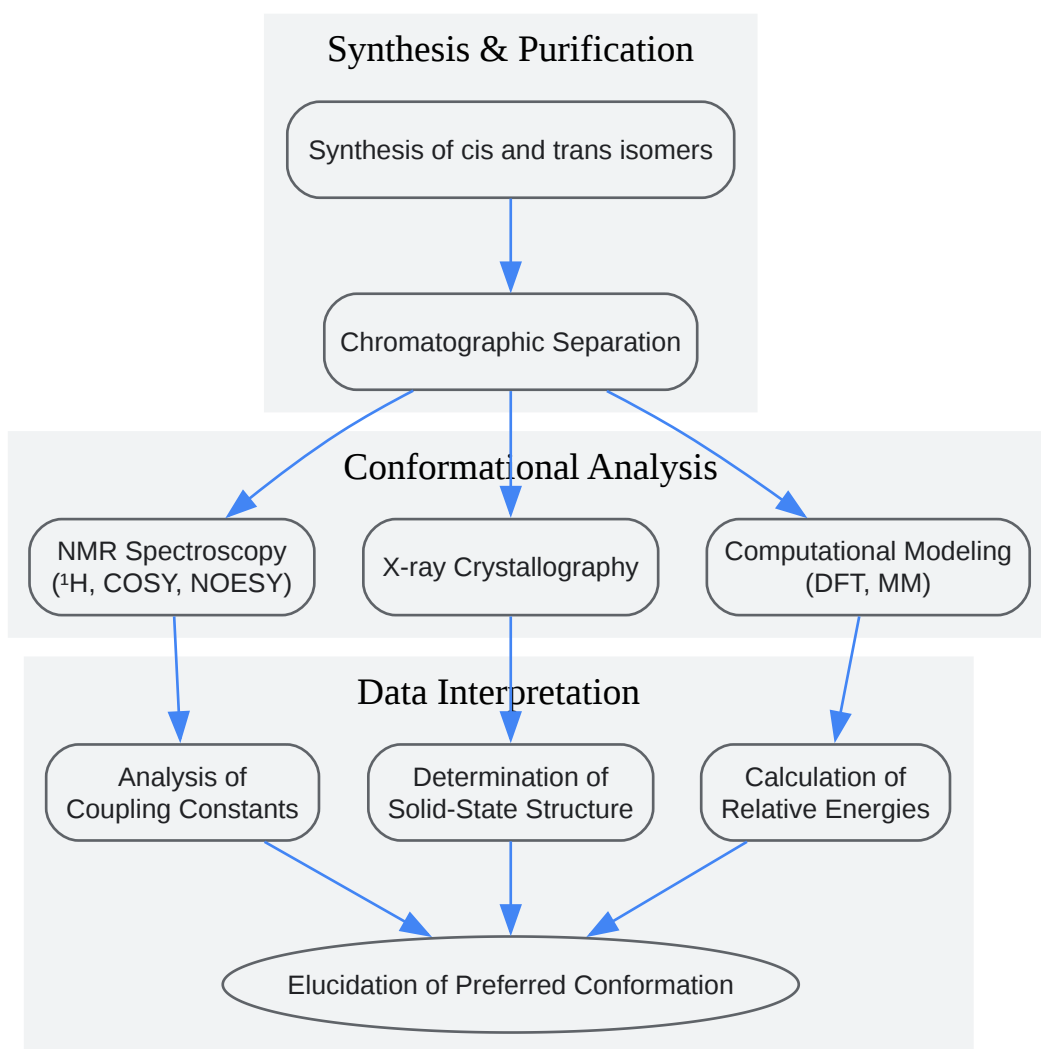 Synthesis & Purification
Synthesis of cis and trans isomers
Chromatographic Separation
Conformational Analysis
NMR Spectroscopy
(¹H, COSY, NOESY)
X-ray Crystallography
Computational Modeling
(DFT, MM)
Data Interpretation
Analysis of
Coupling Constants
Determination of
Solid-State Structure
Calculation of
Relative Energies
Elucidation of Preferred Conformation